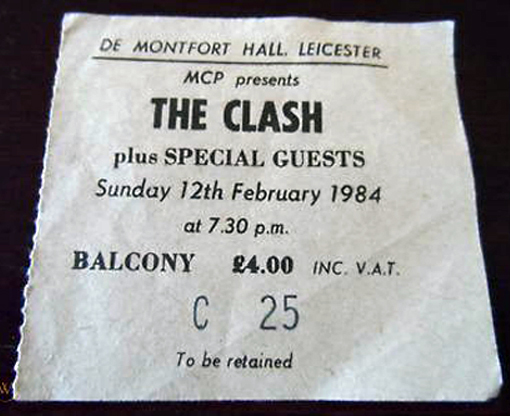 DE MONTFORT HALL, LEICESTER
MCP presents
THE CLASH
plus SPECIAL GUESTS
Sunday 12th February 1984
at 7.30 p.m.
BALCONY £4.00 INC. V.A.T.
C 25
To be retained